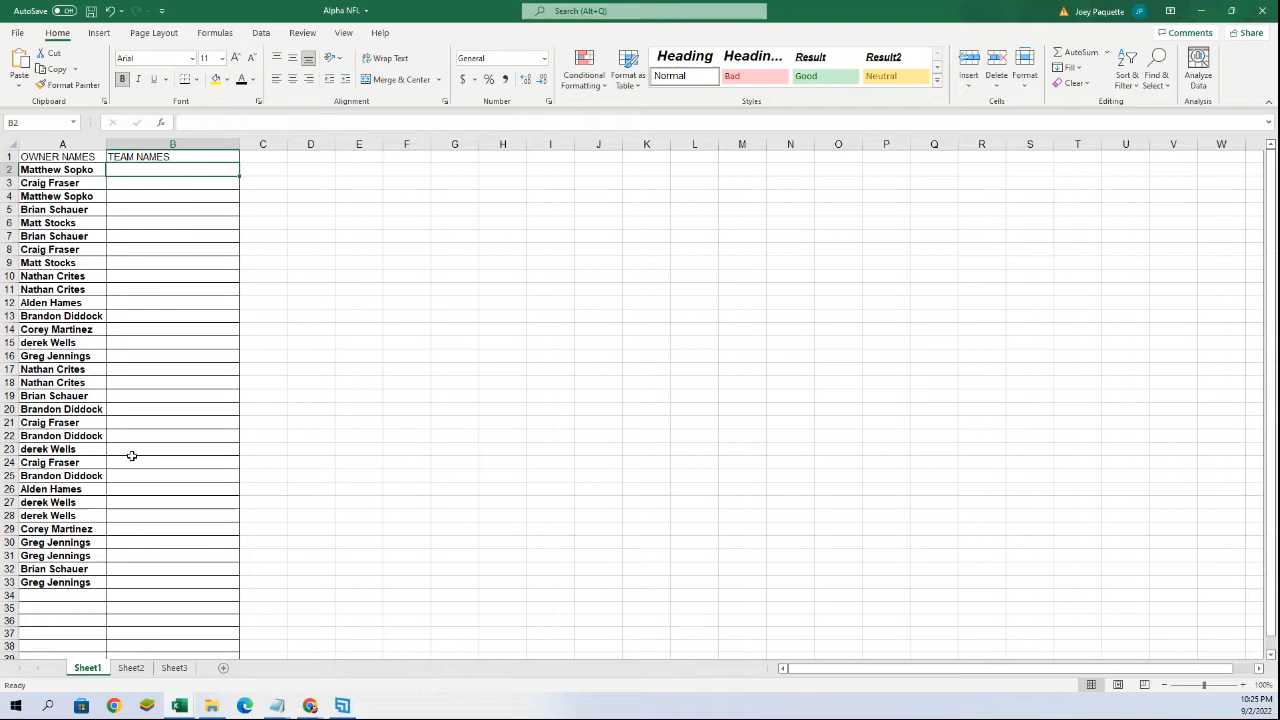 AutoSave Off Alpha NFL Search (Alt+Q) Joey Paquette JP
File Home Insert Page Layout Formulas Data Review View Help Comments Share
Paste Cut Copy Format Painter Clipboard
Arial 11 B I U A Font
Wrap Text Merge & Center Alignment
General $ % , Number
Conditional Formatting Format as Table
Heading Headin... Result Result2
Normal Bad Good Neutral Styles
Insert Delete Format Cells
AutoSum Fill Clear Sort & Filter Find & Select Editing
Analyze Data Analysis
B2 fx
A B C D E F G H I J K L M N O P Q R S T U V W
1 OWNER NAMES TEAM NAMES
2 Matthew Sopko
3 Craig Fraser
4 Matthew Sopko
5 Brian Schauer
6 Matt Stocks
7 Brian Schauer
8 Craig Fraser
9 Matt Stocks
10 Nathan Crites
11 Nathan Crites
12 Alden Hames
13 Brandon Diddock
14 Corey Martinez
15 derek Wells
16 Greg Jennings
17 Nathan Crites
18 Nathan Crites
19 Brian Schauer
20 Brandon Diddock
21 Craig Fraser
22 Brandon Diddock
23 derek Wells
24 Craig Fraser
25 Brandon Diddock
26 Alden Hames
27 derek Wells
28 derek Wells
29 Corey Martinez
30 Greg Jennings
31 Greg Jennings
32 Brian Schauer
33 Greg Jennings
34
35
36
37
38
39
Sheet1 Sheet2 Sheet3
Ready 100%
10:25 PM
9/2/2022